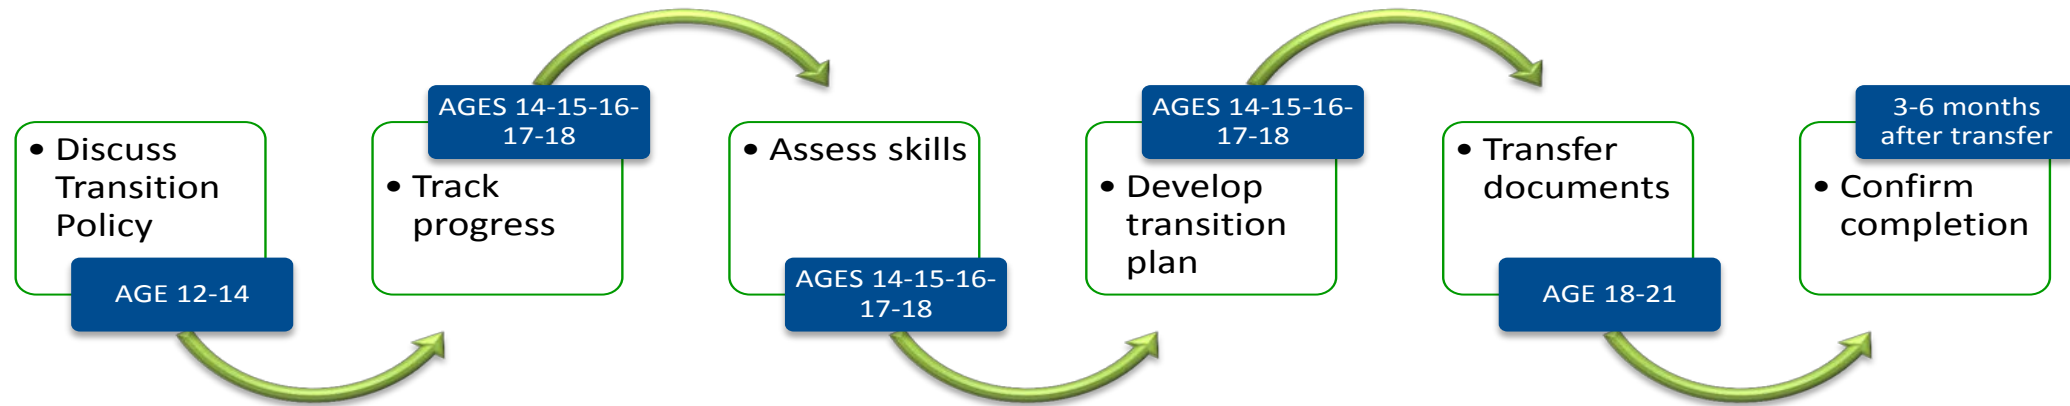 • Discuss
Transition
Policy
AGE 12-14
AGES 14-15-16-
17-18
• Track
progress
• Assess skills
AGES 14-15-16-
17-18
AGES 14-15-16-
17-18
• Develop
transition
plan
• Transfer
documents
AGE 18-21
3-6 months
after transfer
• Confirm
completion